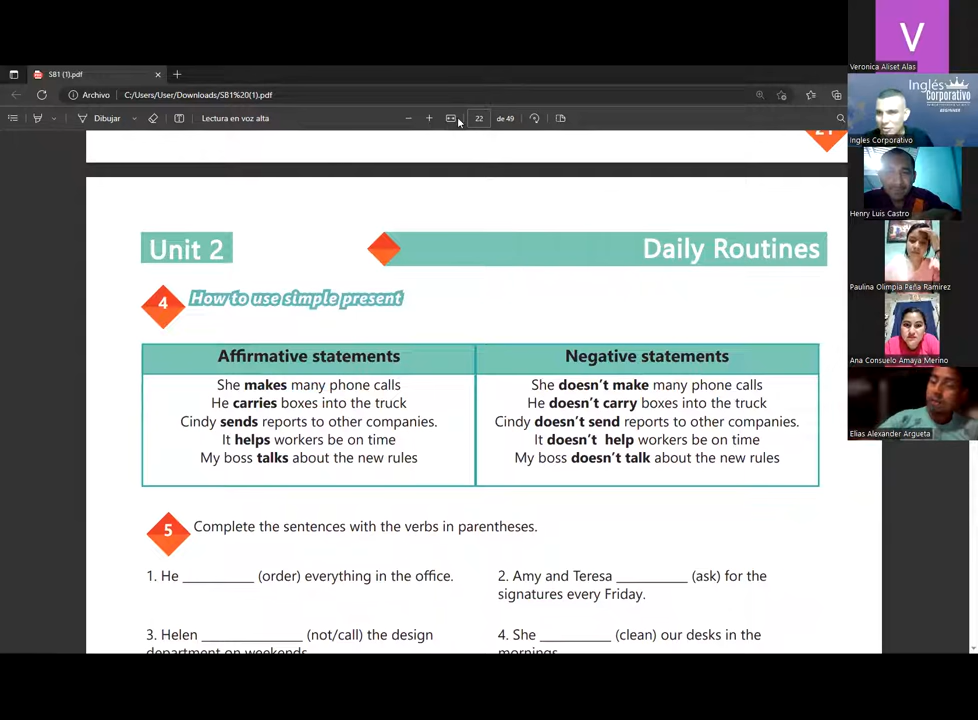 SB1 (1).pdf
Archivo C:/Users/User/Downloads/SB1%20(1).pdf
Dibujar Lectura en voz alta 22 de 49
Unit 2 Daily Routines
4 How to use simple present
Affirmative statements
She makes many phone calls
He carries boxes into the truck
Cindy sends reports to other companies.
It helps workers be on time
My boss talks about the new rules
Negative statements
She doesn't make many phone calls
He doesn't carry boxes into the truck
Cindy doesn't send reports to other companies.
It doesn't help workers be on time
My boss doesn't talk about the new rules
5 Complete the sentences with the verbs in parentheses.
1. He __________ (order) everything in the office.
2. Amy and Teresa __________ (ask) for the
signatures every Friday.
3. Helen ______________ (not/call) the design
department on weekends
4. She __________ (clean) our desks in the
mornings
V
Veronica Aliset Alas
Inglés
Corporativo
BEGINNER
Ingles Corporativo
Henry Luis Castro
Paulina Olimpia Peña Ramirez
Ana Consuelo Amaya Merino
Elias Alexander Argueta